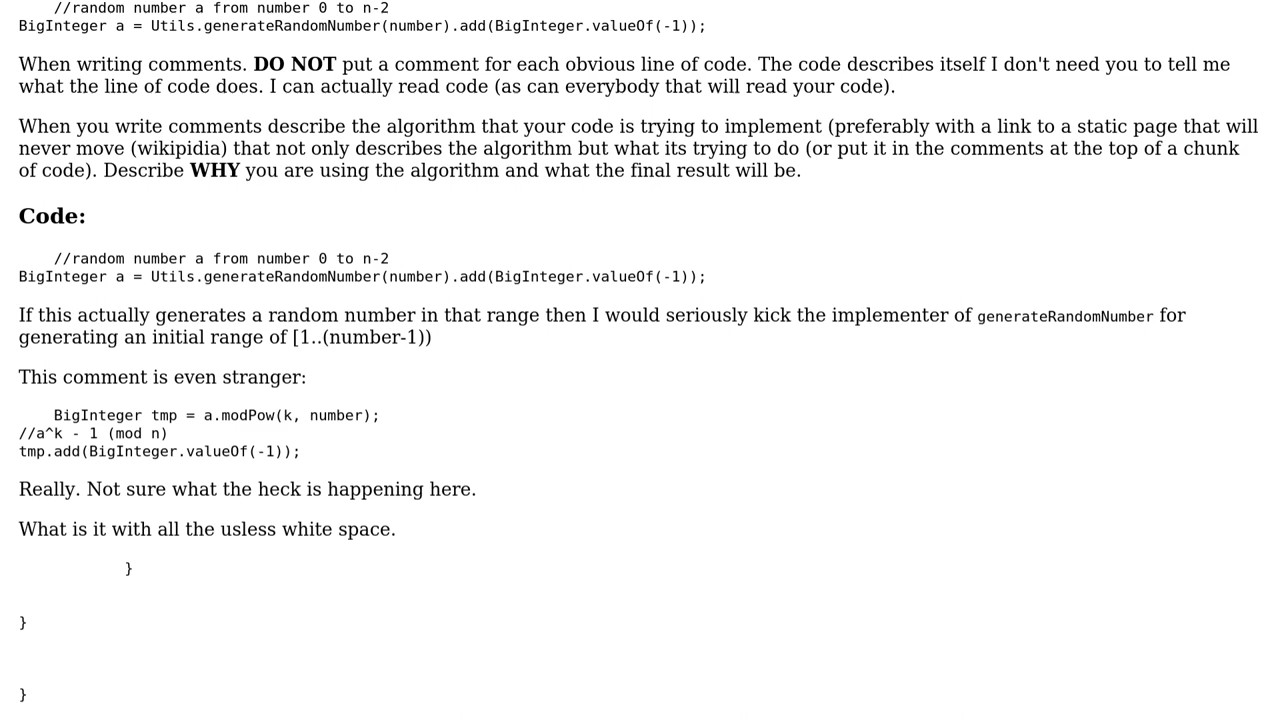 //random number a from number 0 to n-2
BigInteger a = Utils.generateRandomNumber(number).add(BigInteger.valueOf(-1));
When writing comments. DO NOT put a comment for each obvious line of code. The code describes itself I don't need you to tell me
what the line of code does. I can actually read code (as can everybody that will read your code).
When you write comments describe the algorithm that your code is trying to implement (preferably with a link to a static page that will
never move (wikipidia) that not only describes the algorithm but what its trying to do (or put it in the comments at the top of a chunk
of code). Describe WHY you are using the algorithm and what the final result will be.
Code:
//random number a from number 0 to n-2
BigInteger a = Utils.generateRandomNumber(number).add(BigInteger.valueOf(-1));
If this actually generates a random number in that range then I would seriously kick the implementer of generateRandomNumber for
generating an initial range of [1..(number-1))
This comment is even stranger:
BigInteger tmp = a.modPow(k, number);
//a^k - 1 (mod n)
tmp.add(BigInteger.valueOf(-1));
Really. Not sure what the heck is happening here.
What is it with all the usless white space.
}
}
}